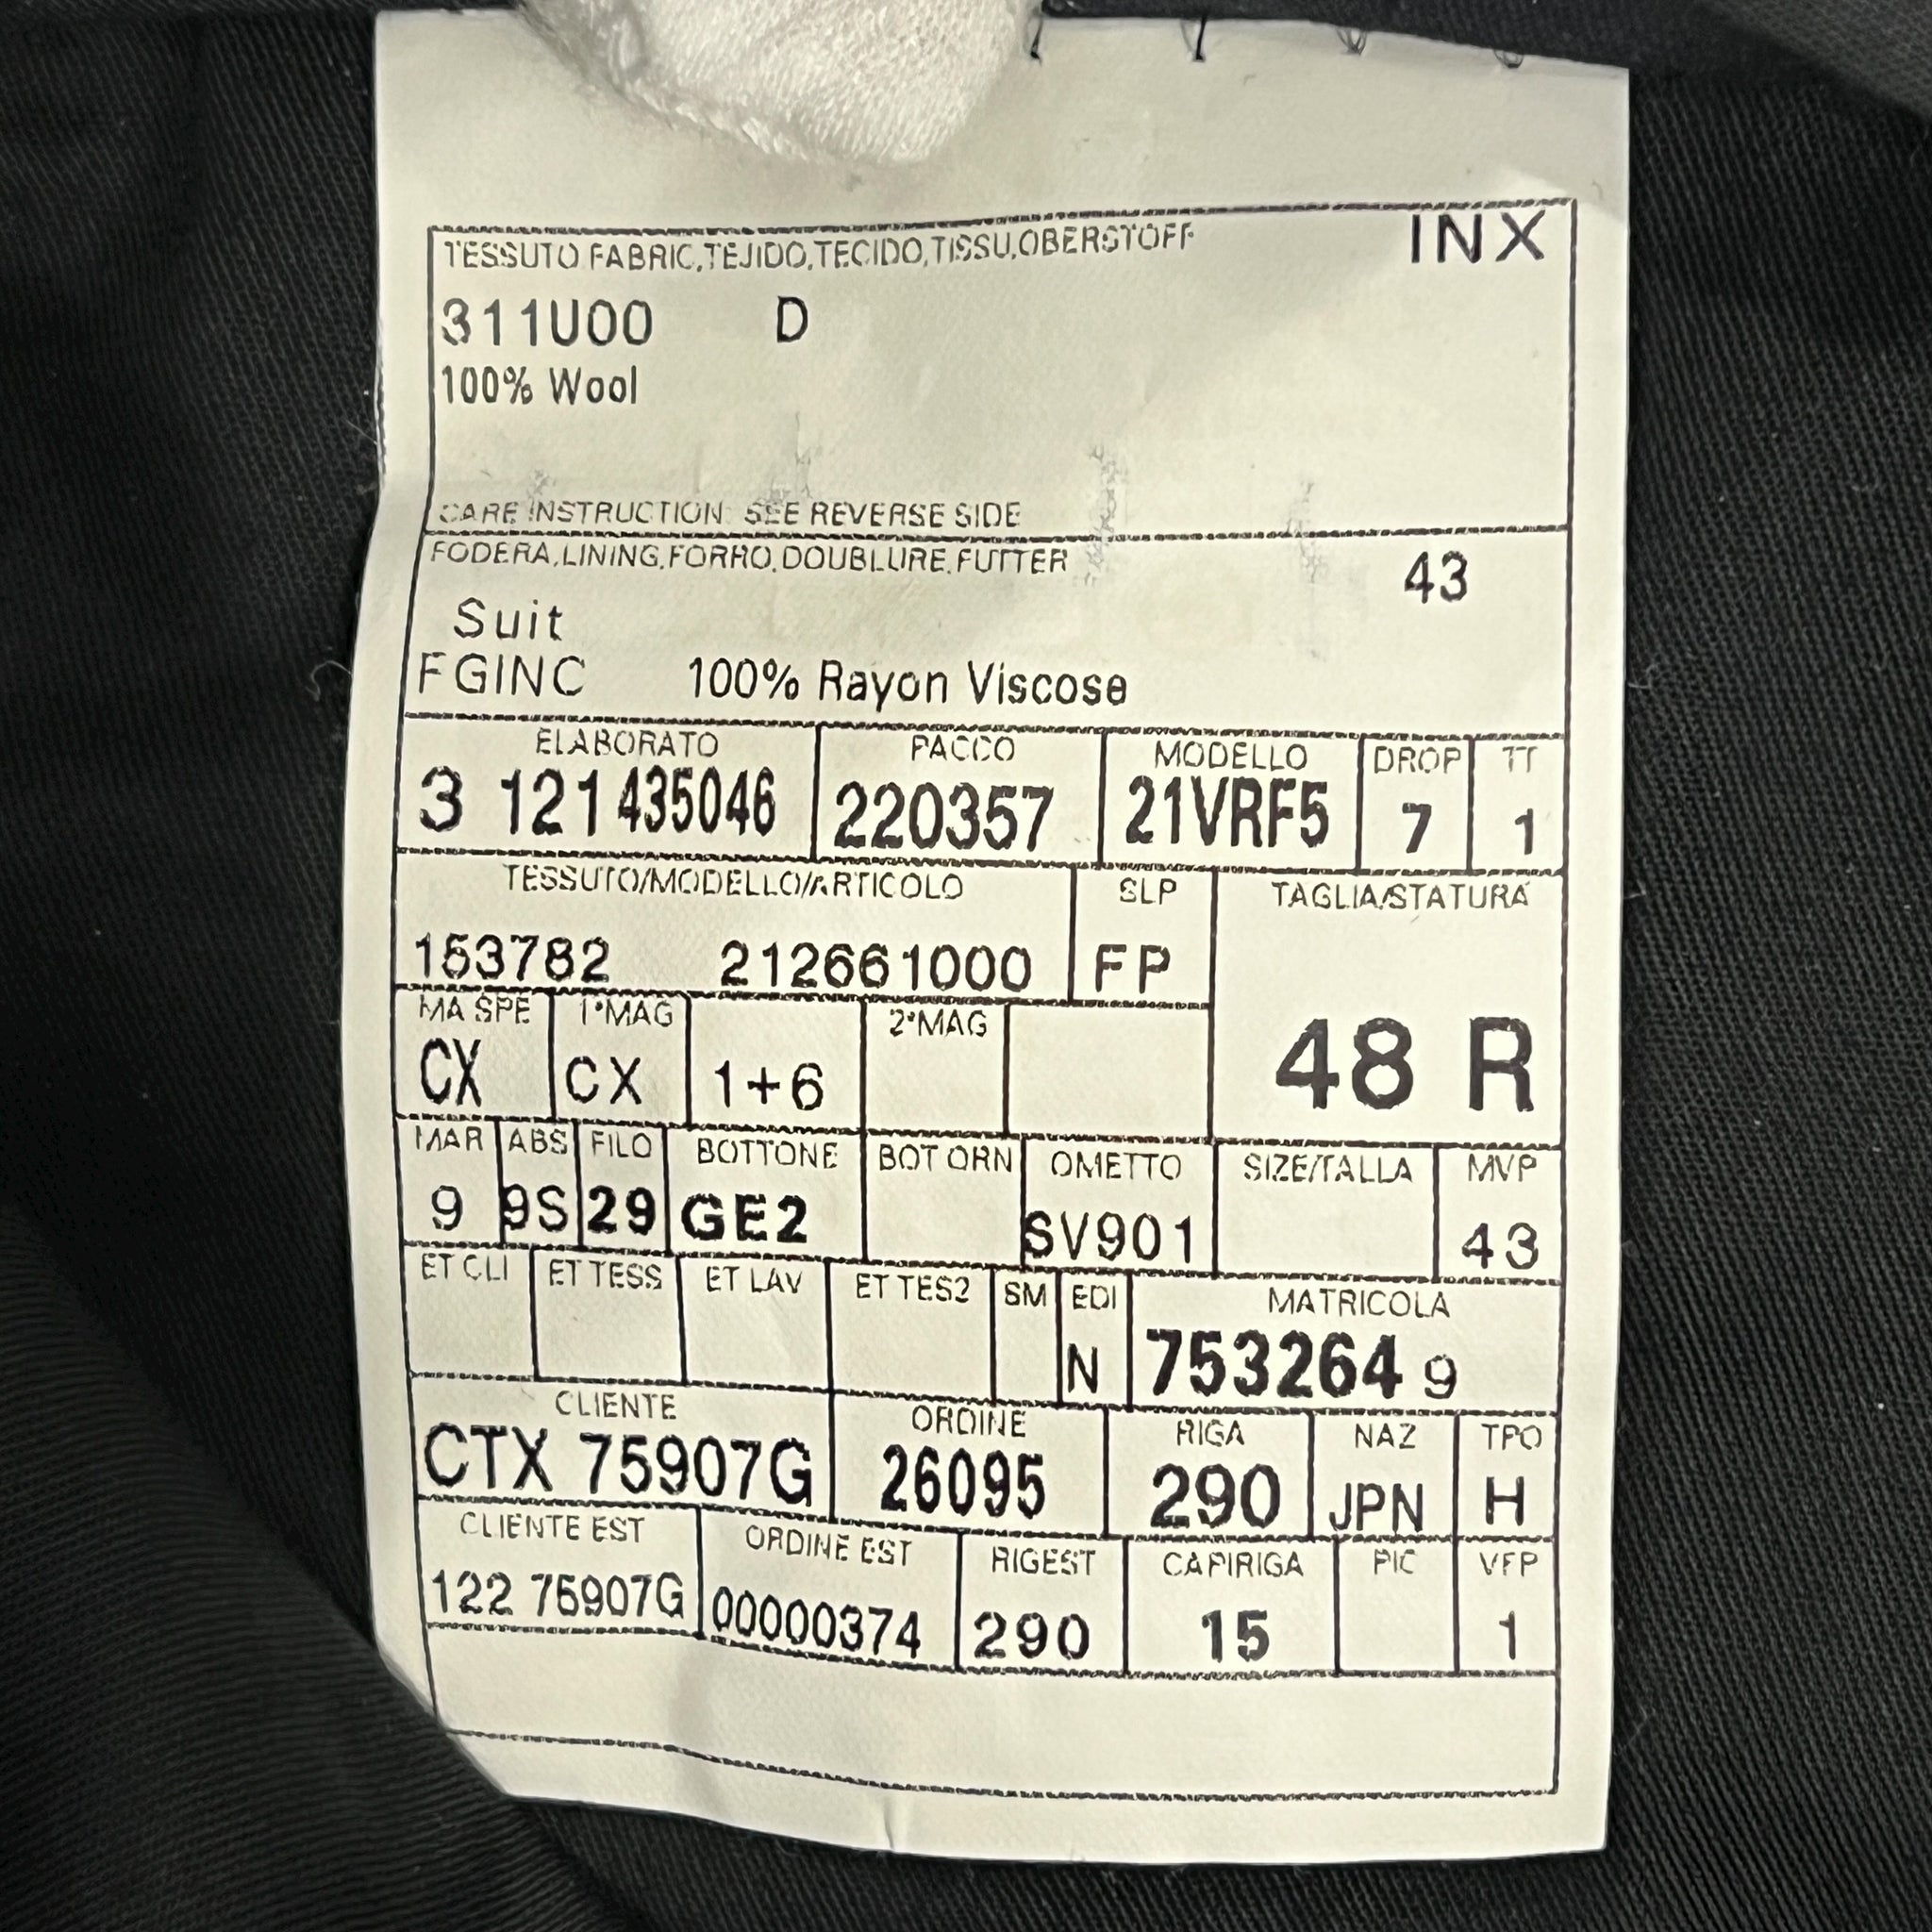 INX
TESSUTO,FABRIC,TEJIDO,TECIDO,TISSU,OBERSTOFF
311U00 D
100% Wool
CARE INSTRUCTION: SEE REVERSE SIDE
FODERA,LINING,FORRO,DOUBLURE,FUTTER 43
Suit
FGINC 100% Rayon Viscose
ELABORATO PACCO MODELLO DROP TT
3 121435046 220357 21VRF5 7 1
TESSUTO/MODELLO/ARTICOLO SLP TAGLIA/STATURA
153782 212661000 FP
MA SPE 1°MAG 2°MAG
CX CX 1+6 48 R
MAR ABS FILO BOTTONE BOT ORN OMETTO SIZE/TALLA MVP
9 9S 29 GE2 SV901 43
ET CLI ET TESS ET LAV ET TES2 SM EDI MATRICOLA
N 753264 9
CLIENTE ORDINE RIGA NAZ TPO
CTX 75907G 26095 290 JPN H
CLIENTE EST ORDINE EST RIGEST CAPIRIGA PIC VFP
122 75907G 00000374 290 15 1